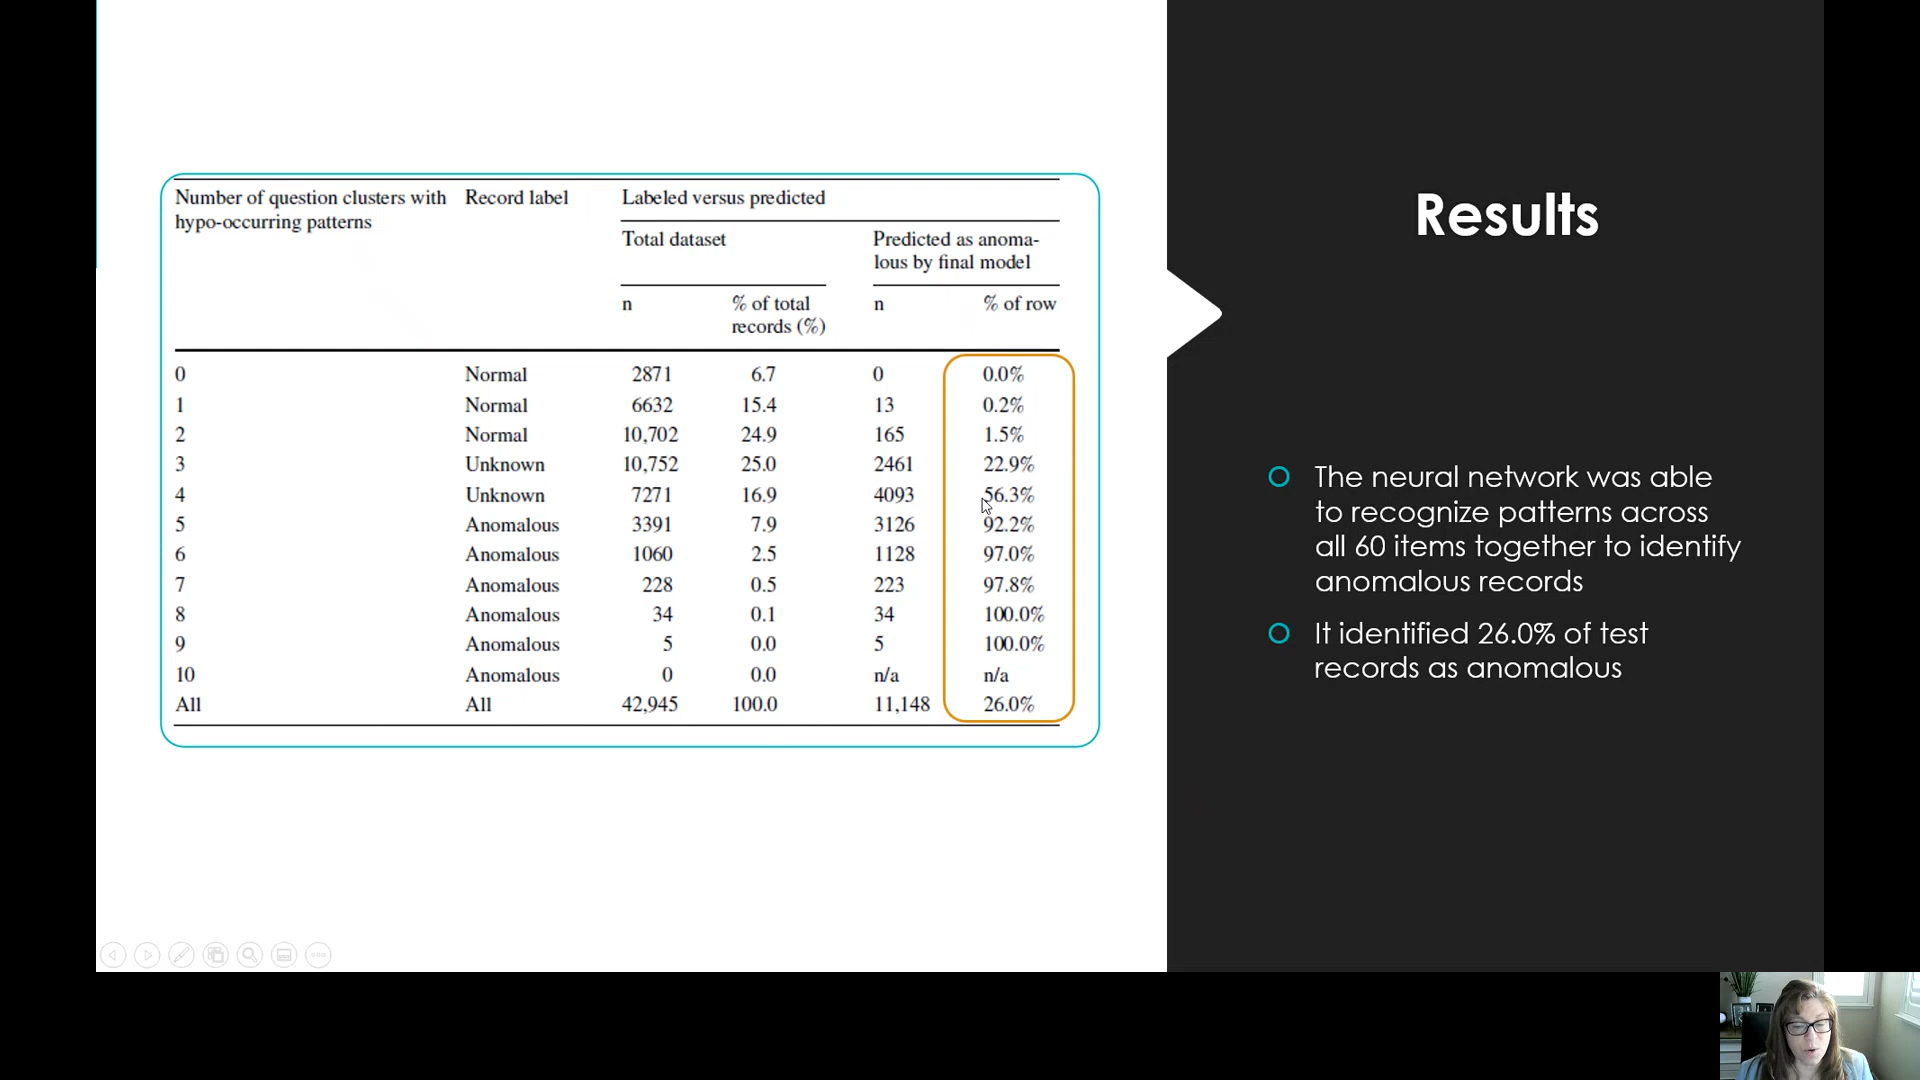 Number of question clusters with Record label Labeled versus predicted
hypo-occurring patterns
Total dataset Predicted as anoma-
lous by final model
n % of total n % of row
records (%)
0 Normal 2871 6.7 0 0.0%
1 Normal 6632 15.4 13 0.2%
2 Normal 10,702 24.9 165 1.5%
3 Unknown 10,752 25.0 2461 22.9%
4 Unknown 7271 16.9 4093 56.3%
5 Anomalous 3391 7.9 3126 92.2%
6 Anomalous 1060 2.5 1128 97.0%
7 Anomalous 228 0.5 223 97.8%
8 Anomalous 34 0.1 34 100.0%
9 Anomalous 5 0.0 5 100.0%
10 Anomalous 0 0.0 n/a n/a
All All 42,945 100.0 11,148 26.0%
Results
The neural network was able
to recognize patterns across
all 60 items together to identify
anomalous records
It identified 26.0% of test
records as anomalous